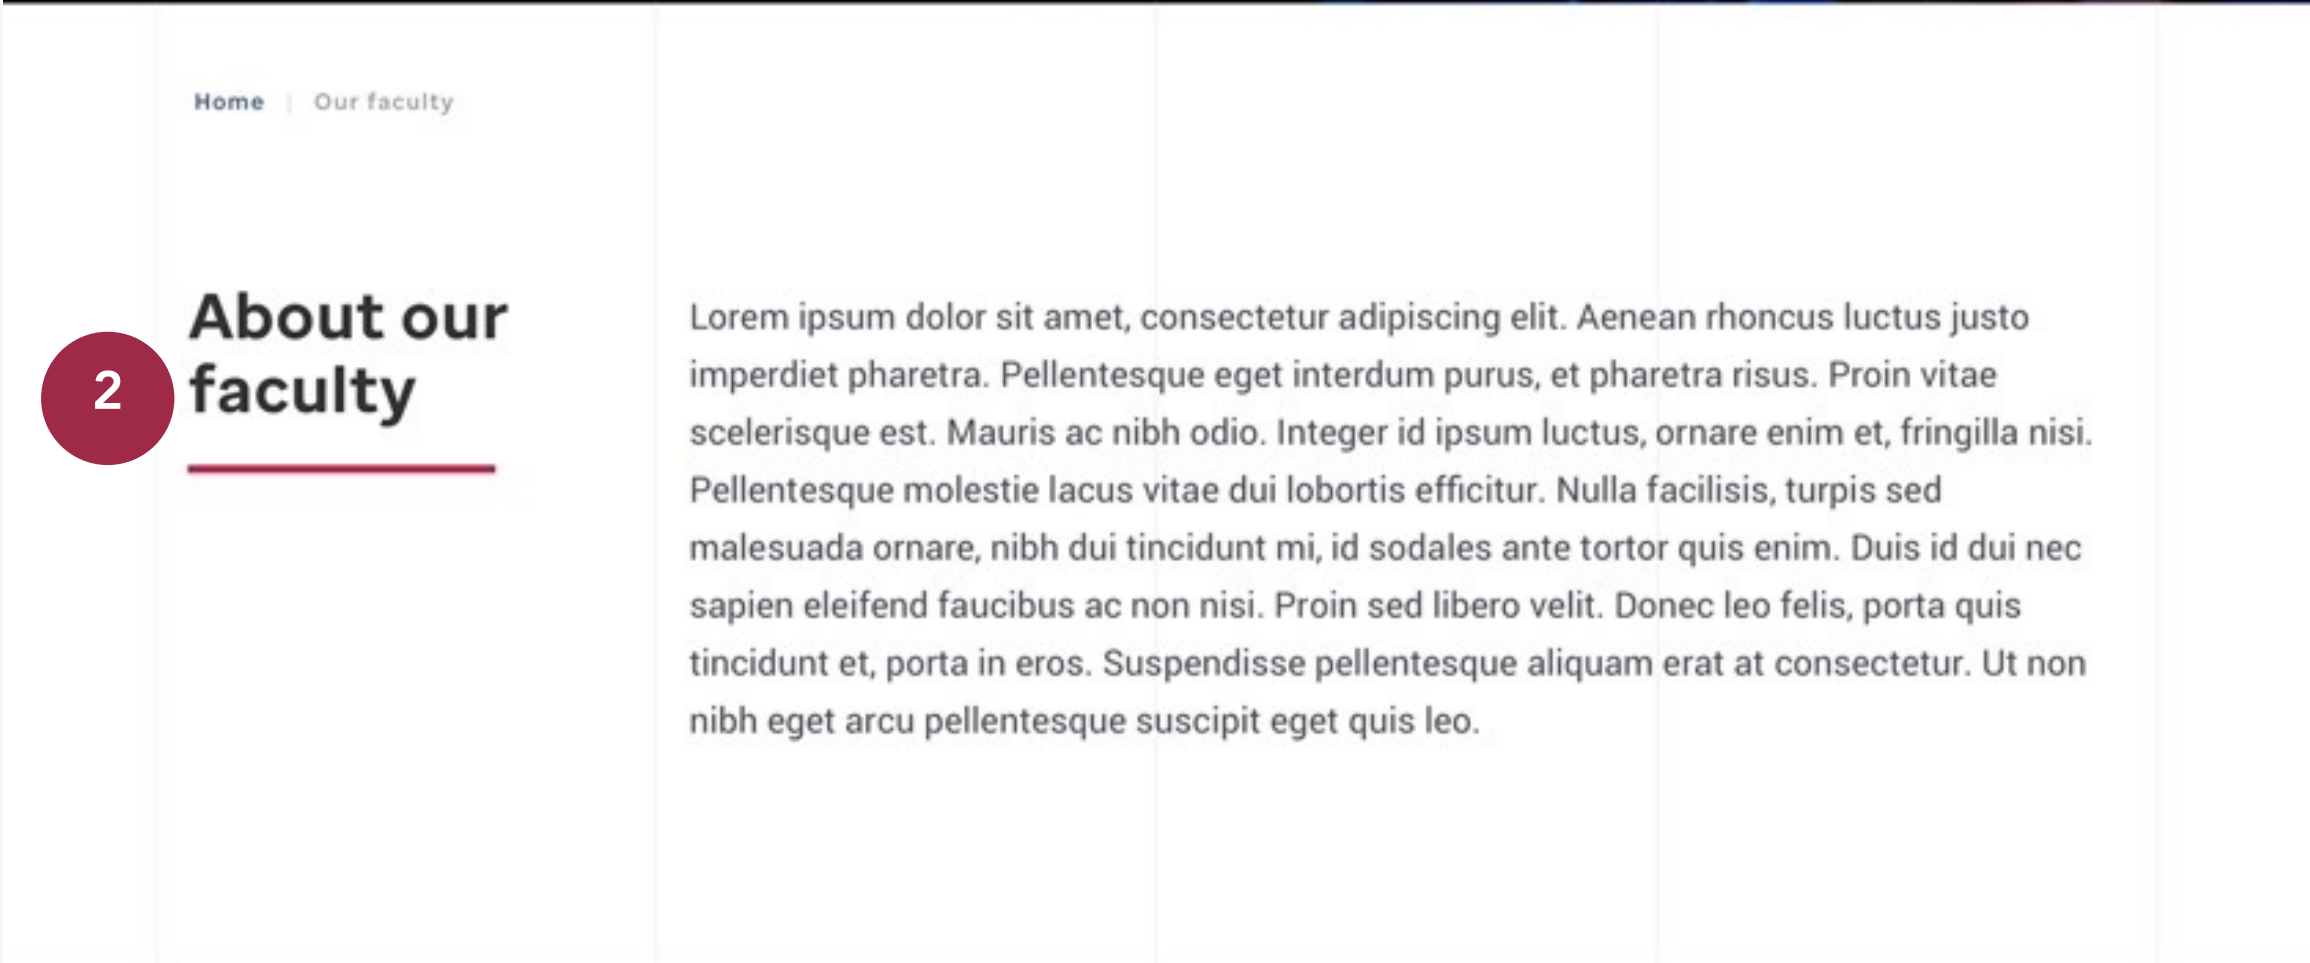 Home | Our faculty
2
About our
faculty
Lorem ipsum dolor sit amet, consectetur adipiscing elit. Aenean rhoncus luctus justo
imperdiet pharetra. Pellentesque eget interdum purus, et pharetra risus. Proin vitae
scelerisque est. Mauris ac nibh odio. Integer id ipsum luctus, ornare enim et, fringilla nisi.
Pellentesque molestie lacus vitae dui lobortis efficitur. Nulla facilisis, turpis sed
malesuada ornare, nibh dui tincidunt mi, id sodales ante tortor quis enim. Duis id dui nec
sapien eleifend faucibus ac non nisi. Proin sed libero velit. Donec leo felis, porta quis
tincidunt et, porta in eros. Suspendisse pellentesque aliquam erat at consectetur. Ut non
nibh eget arcu pellentesque suscipit eget quis leo.